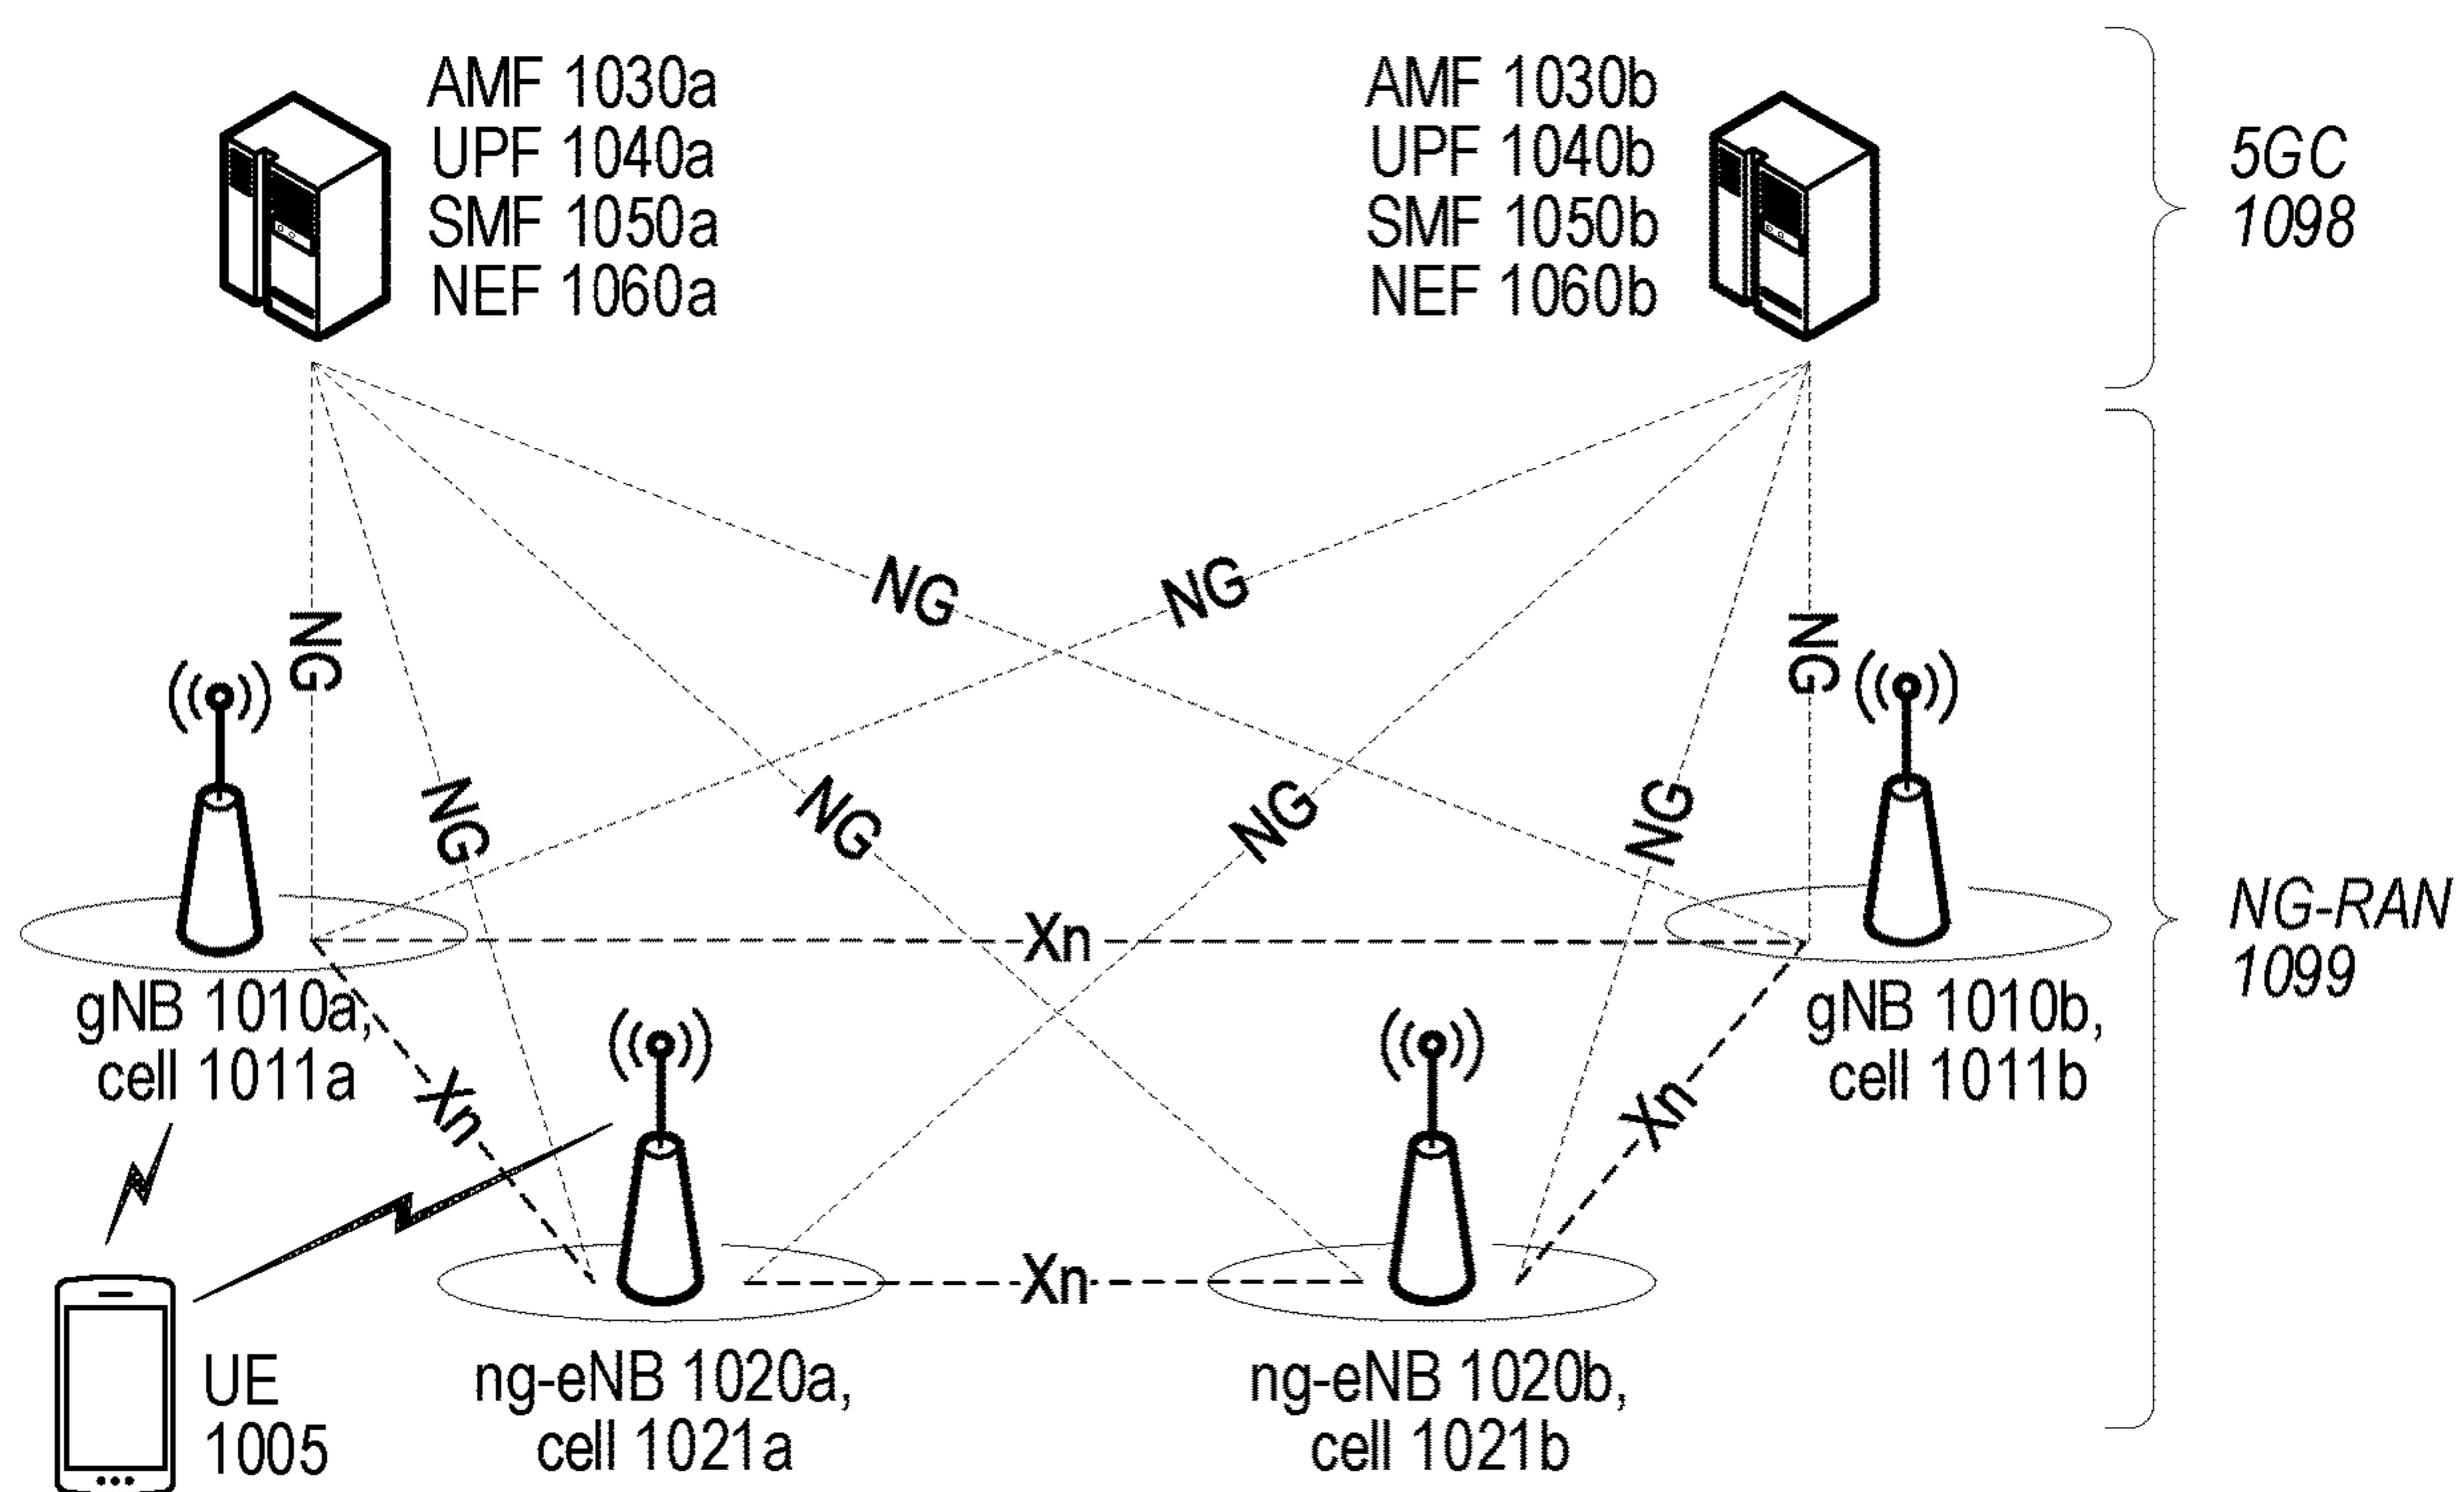 AMF 1030a
UPF 1040a
SMF 1050a
NEF 1060a
AMF 1030b
UPF 1040b
SMF 1050b
NEF 1060b
5GC
1098
NG
NG
NG
NG
NG
NG
NG
NG
Xn
gNB 1010a,
cell 1011a
gNB 1010b,
cell 1011b
NG-RAN
1099
Xn
Xn
Xn
UE
1005
ng-eNB 1020a,
cell 1021a
ng-eNB 1020b,
cell 1021b